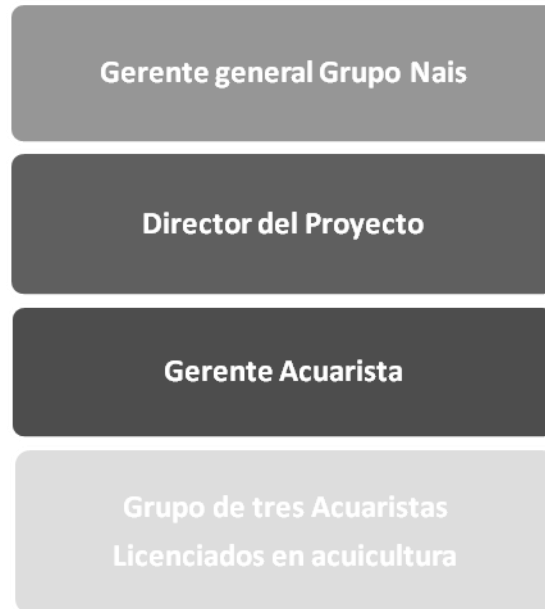 Gerente general Grupo Nais
Director del Proyecto
Gerente Acuarista
Grupo de tres Acuaristas
Licenciados en acuicultura